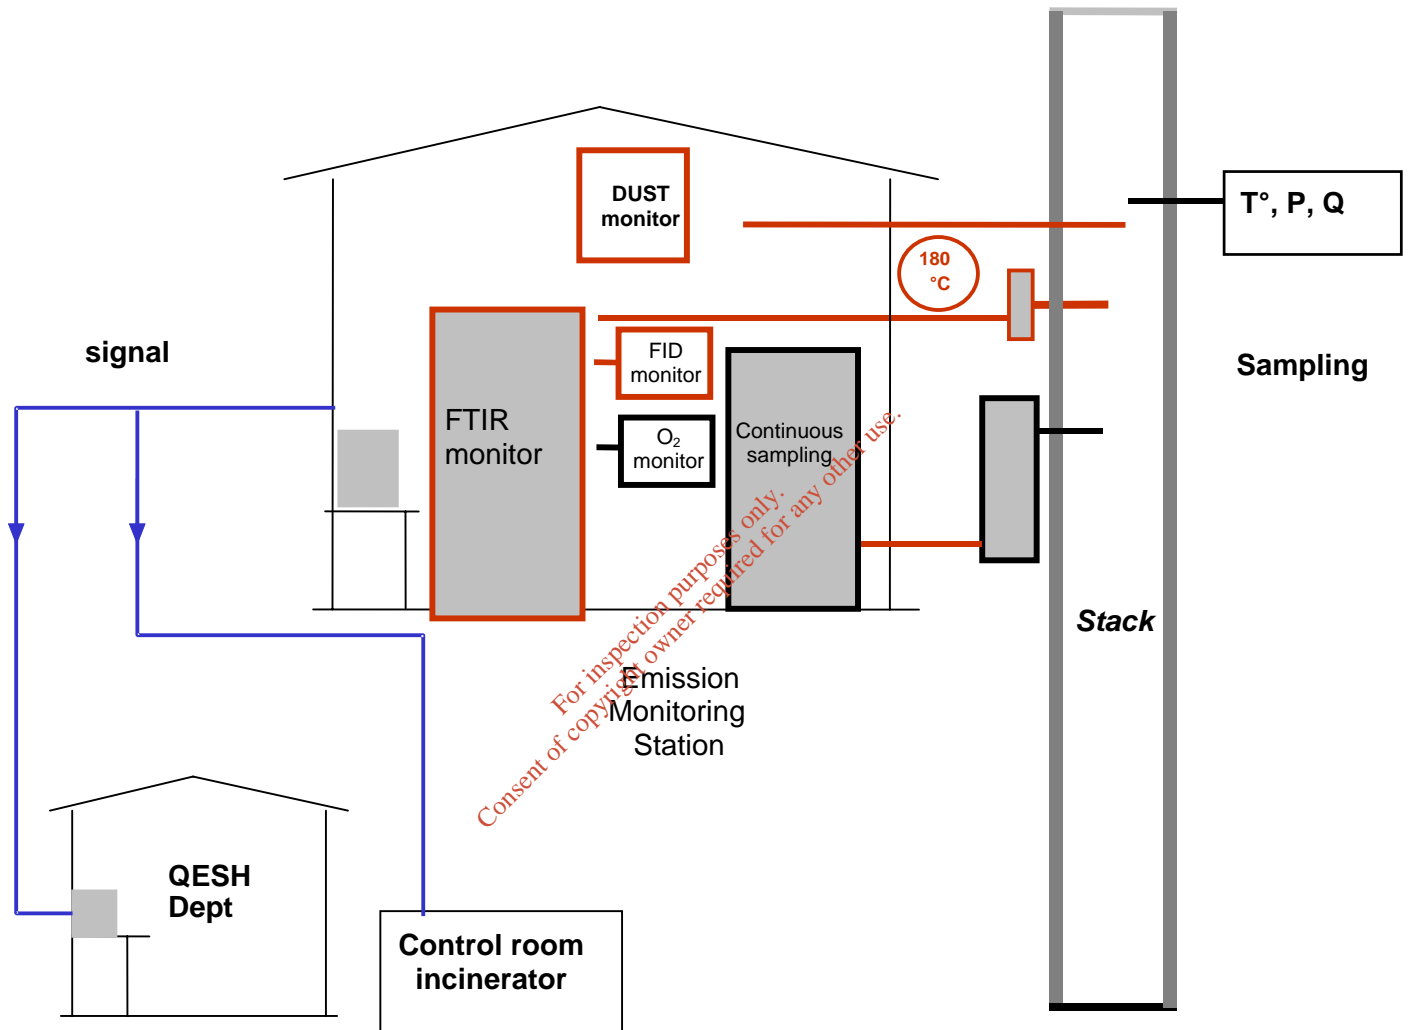 DUST
monitor
T°, P, Q
180
°C
signal
FID
monitor
Sampling
FTIR
monitor
O₂
monitor
Continuous
sampling
For inspection purposes only.
Consent of copyright owner required for any other use.
Stack
Emission
Monitoring
Station
QESH
Dept
Control room
incinerator